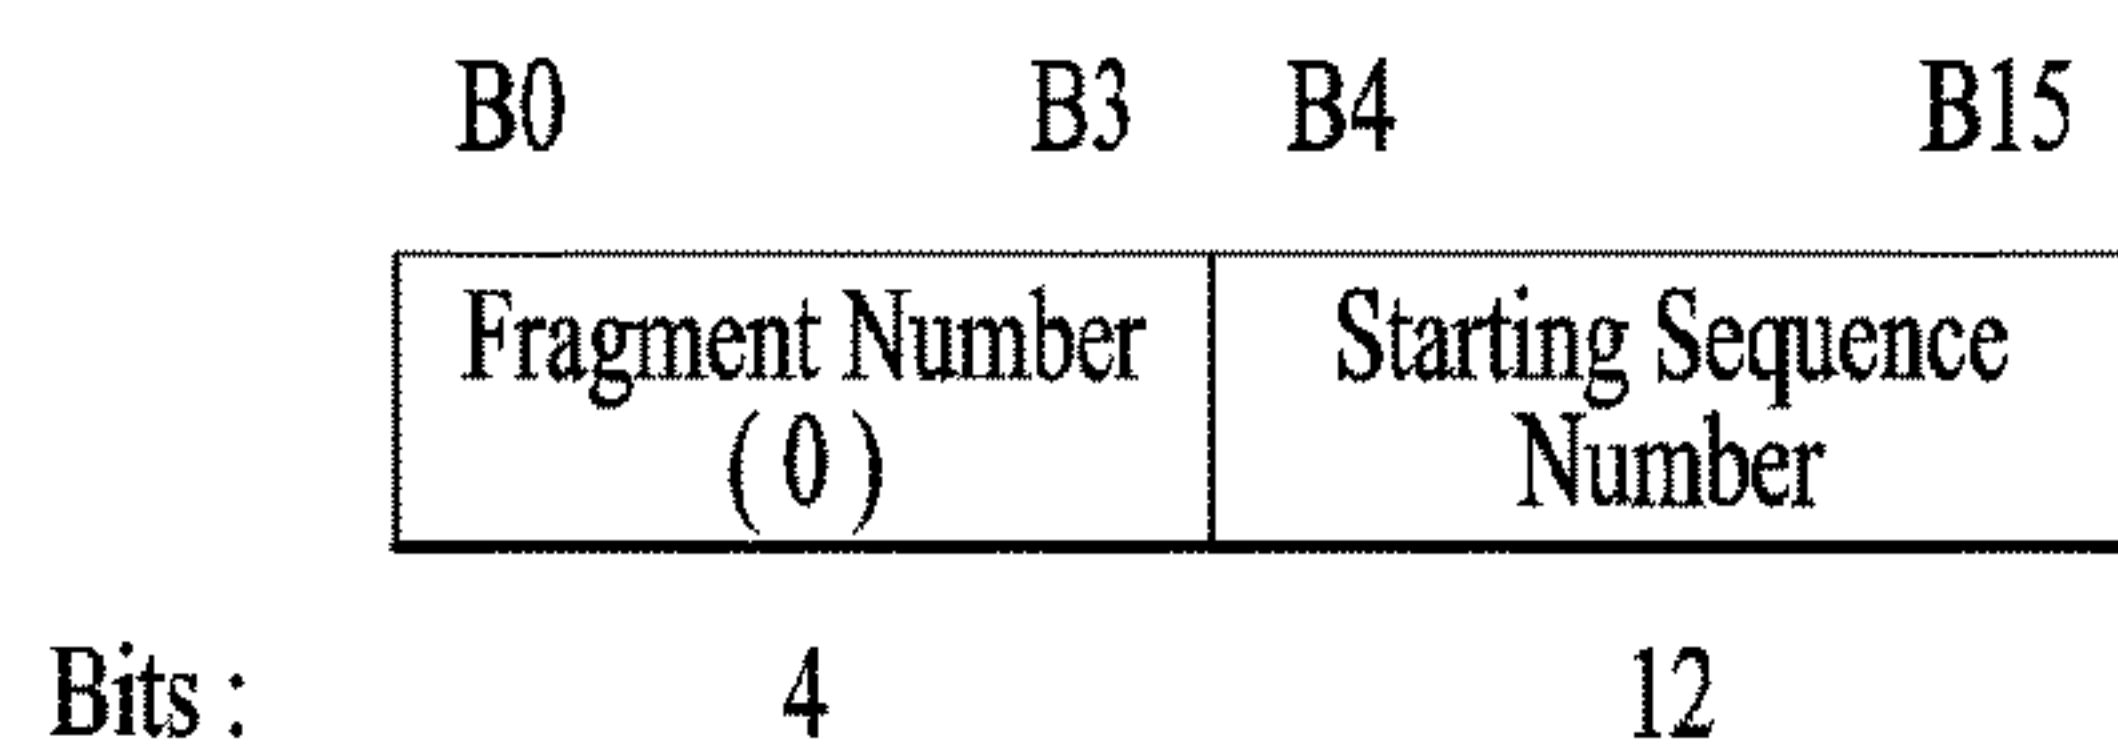 B0 B3 B4 B15
Fragment Number
( 0 )
Starting Sequence
Number
Bits : 4 12